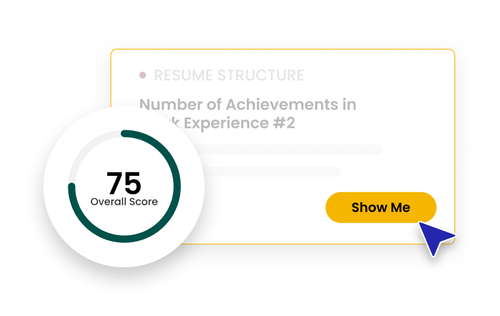 RESUME STRUCTURE
Number of Achievements in
k Experience #2
75
Overall Score
Show Me